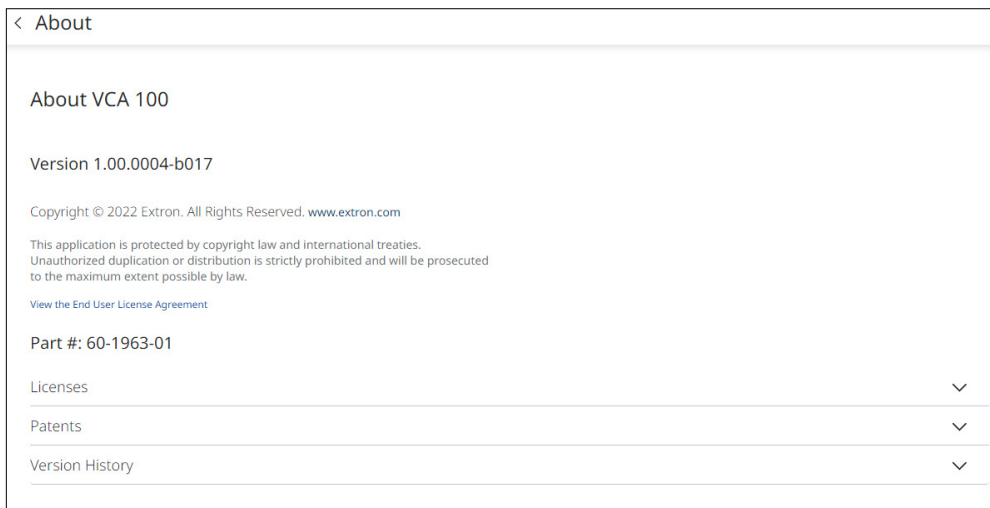 About
About VCA 100
Version 1.00.0004-b017
Copyright © 2022 Extron. All Rights Reserved. www.extron.com
This application is protected by copyright law and international treaties.
Unauthorized duplication or distribution is strictly prohibited and will be prosecuted
to the maximum extent possible by law.
View the End User License Agreement
Part #: 60-1963-01
Licenses
Patents
Version History